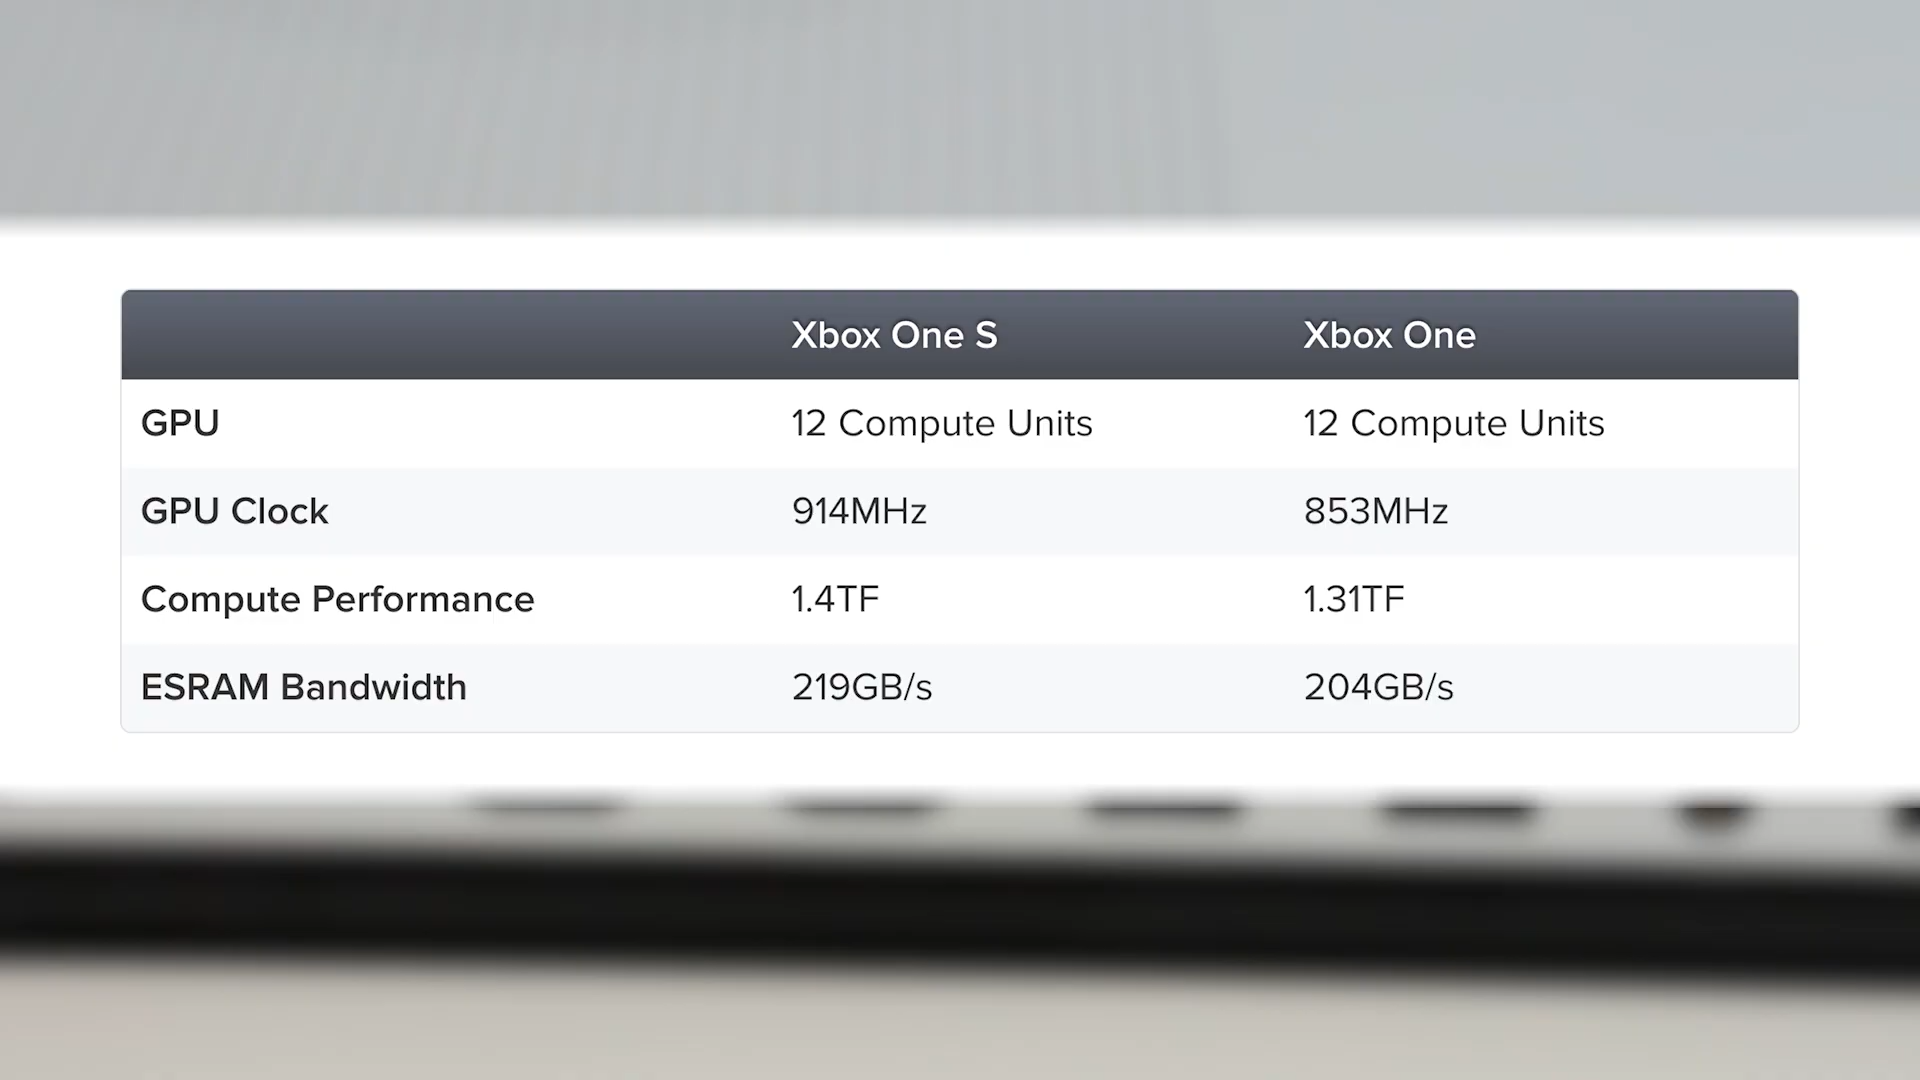 Xbox One S Xbox One
GPU 12 Compute Units 12 Compute Units
GPU Clock 914MHz 853MHz
Compute Performance 1.4TF 1.31TF
ESRAM Bandwidth 219GB/s 204GB/s